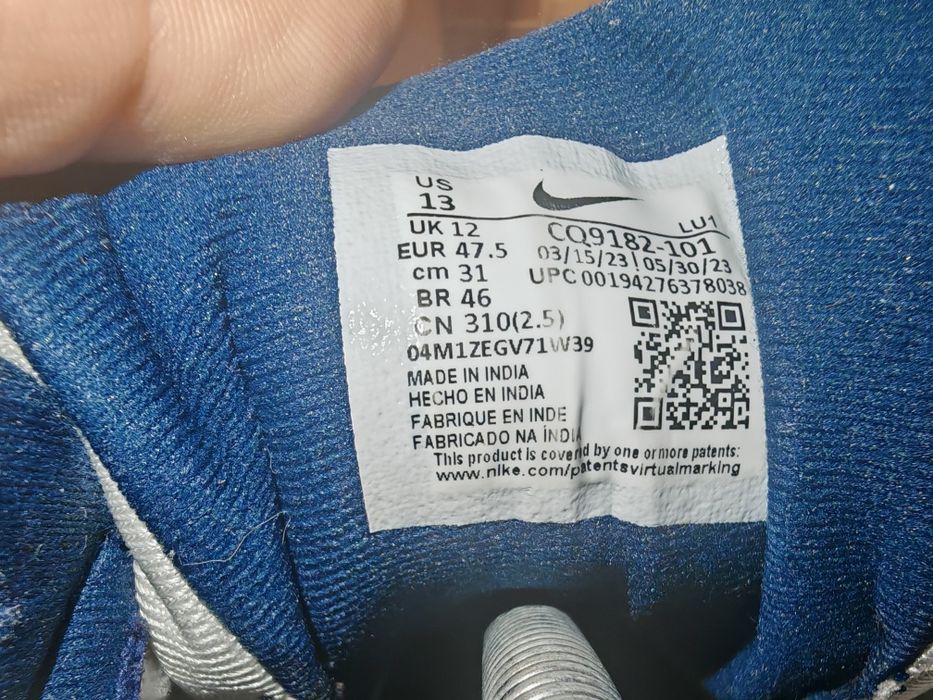 US
13
LU1
UK 12
CQ9182-101
EUR 47.5
03/15/23 | 05/30/23
cm 31
UPC 00194276378038
BR 46
CN 310(2.5)
04M1ZEGV71W39
MADE IN INDIA
HECHO EN INDIA
FABRIQUE EN INDE
FABRICADO NA ÍNDIA
This product is covered by one or more patents:
www.nike.com/patentsvirtualmarking